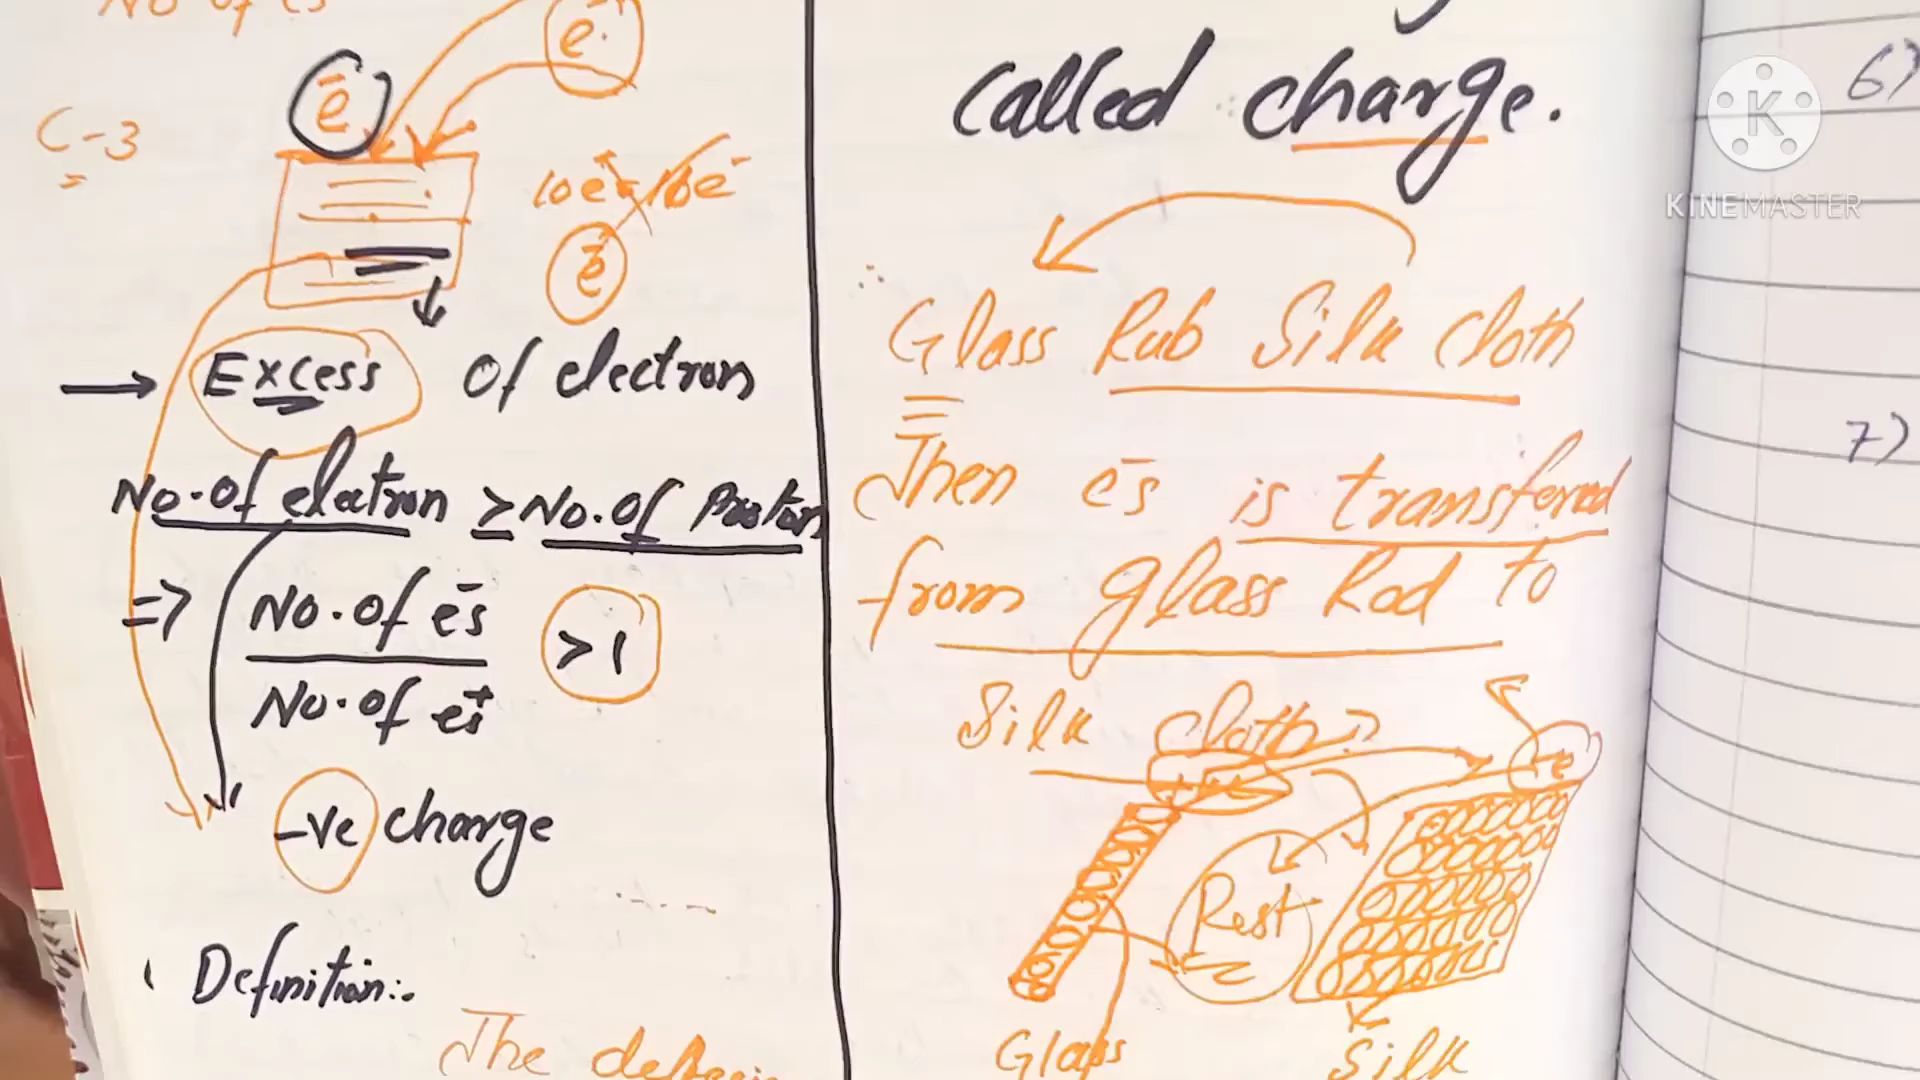 No of es
e⁻
e⁻
C-3
10e⁻
e⁻
→ Excess of electron
No. of electron ≥ No. of Proton
=> No. of e⁻s
No. of e⁺s
> 1
-ve charge
Definition:-
The
called charge.
Glass Rub Silk Cloth
Then e⁻s is transfered
from glass Rod to
Silk Cloth
e⁻
Rest
Glass
Silk
6)
7)
K
KINEMASTER